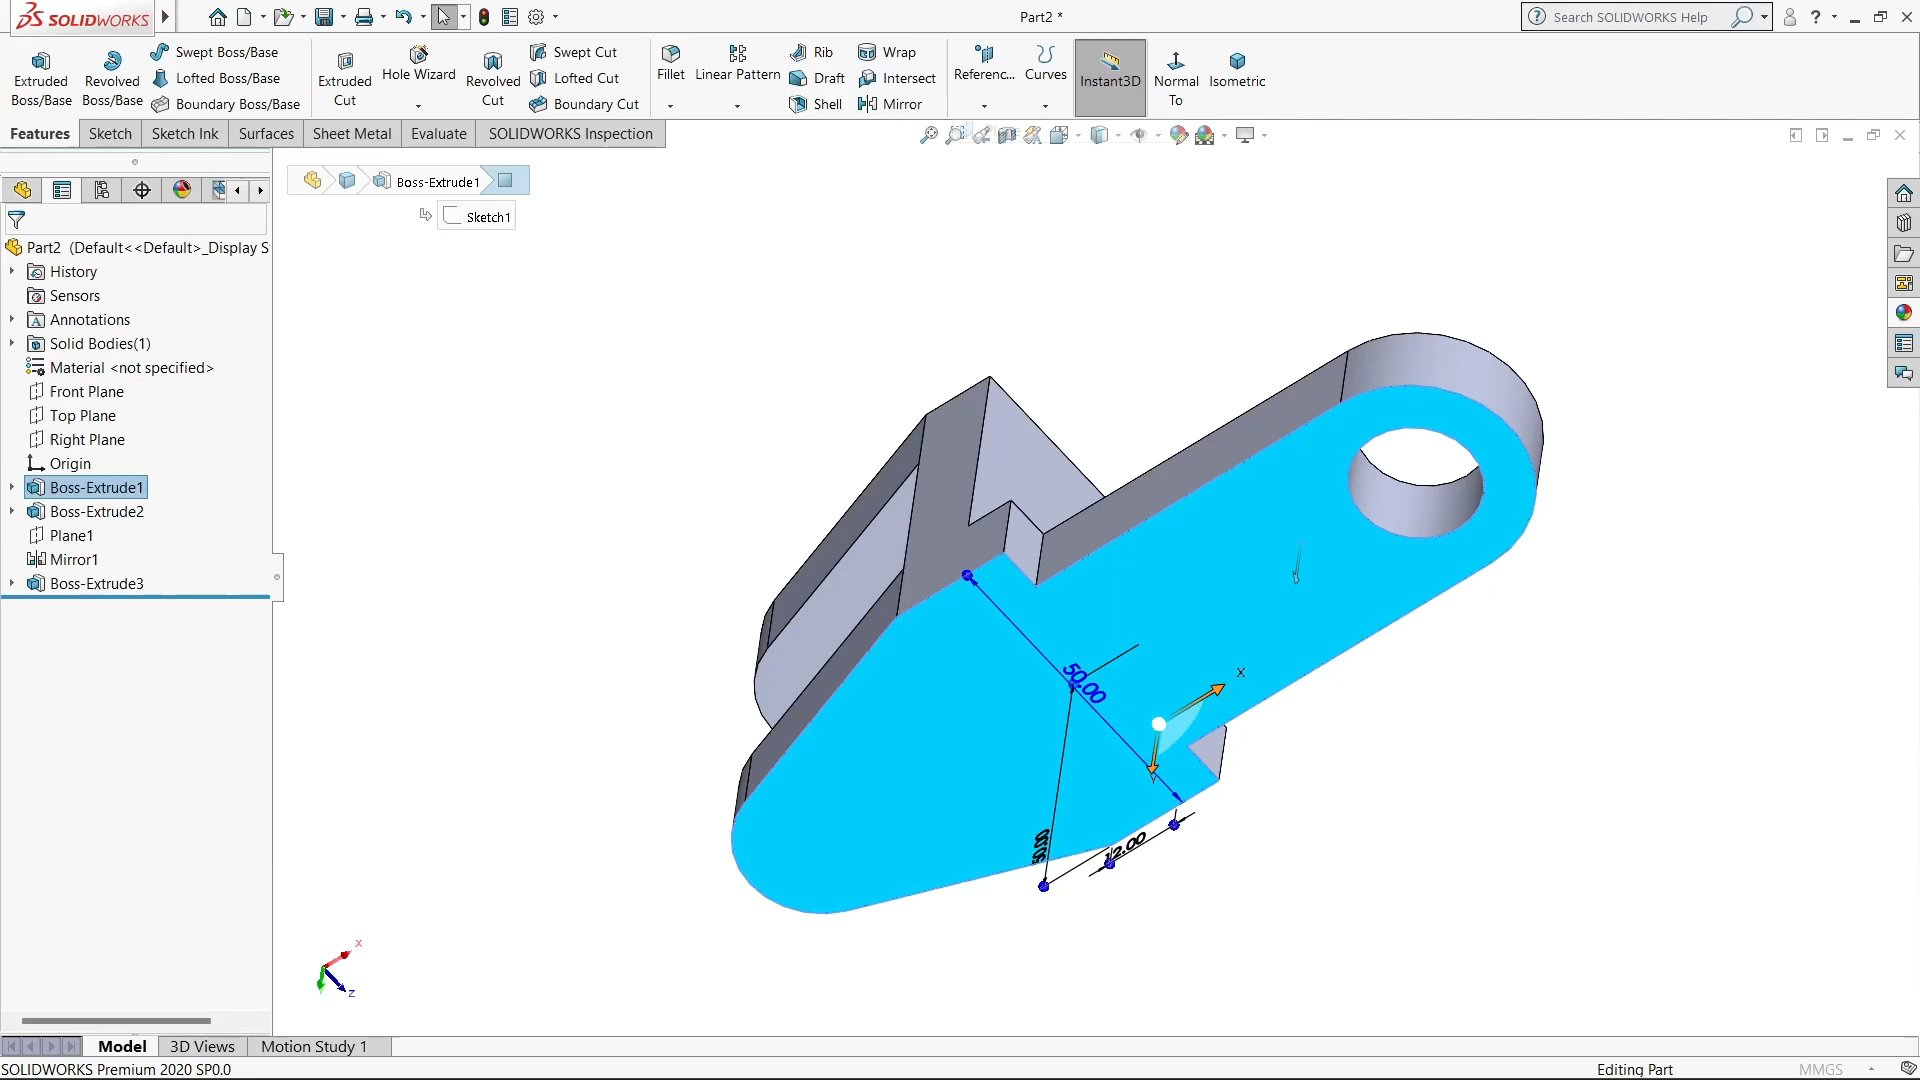 SOLIDWORKS
Part2 *
Search SOLIDWORKS Help
Extruded Boss/Base
Revolved Boss/Base
Swept Boss/Base
Lofted Boss/Base
Boundary Boss/Base
Extruded Cut
Hole Wizard
Revolved Cut
Swept Cut
Lofted Cut
Boundary Cut
Fillet
Linear Pattern
Rib
Draft
Shell
Wrap
Intersect
Mirror
Referenc...
Curves
Instant3D
Normal To
Isometric
Features
Sketch
Sketch Ink
Surfaces
Sheet Metal
Evaluate
SOLIDWORKS Inspection
Boss-Extrude1
Sketch1
Part2 (Default<<Default>_Display S
History
Sensors
Annotations
Solid Bodies(1)
Material <not specified>
Front Plane
Top Plane
Right Plane
Origin
Boss-Extrude1
Boss-Extrude2
Plane1
Mirror1
Boss-Extrude3
50.00
X
Y
50.00
12.00
x
z
Model
3D Views
Motion Study 1
SOLIDWORKS Premium 2020 SP0.0
Editing Part
MMGS